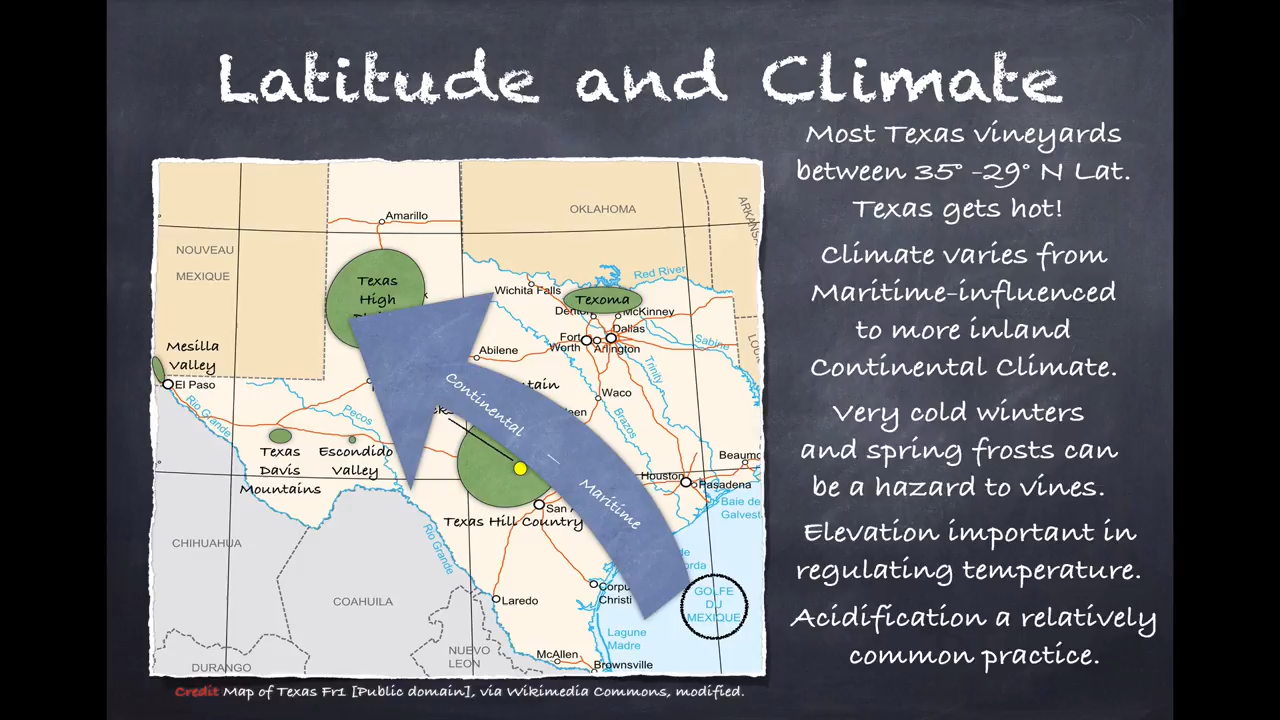 Latitude and Climate
Most Texas vineyards
between 35° -29° N Lat.
Texas gets hot!
Climate varies from
Maritime-influenced
to more inland
Continental Climate.
Very cold winters
and spring frosts can
be a hazard to vines.
Elevation important in
regulating temperature.
Acidification a relatively
common practice.
Amarillo
OKLAHOMA
NOUVEAU
MEXIQUE
Texas
High
Red River
Wichita Falls
Texoma
McKinney
Dallas
Fort
Worth
Arlington
Sabine
Mesilla
Valley
El Paso
Abilene
Trinity
Waco
Continental
Brazos
Rio Grande
Pecos
Texas
Davis
Mountains
Escondido
Valley
Maritime
Houston
Pasadena
Baie de
Texas Hill Country
CHIHUAHUA
Rio Grande
COAHUILA
Laredo
Christi
GOLFE
DU
MEXIQUE
Lagune
Madre
NUEVO
LEON
McAllen
Brownsville
DURANGO
Credit Map of Texas Fr1 [Public domain], via Wikimedia Commons, modified.